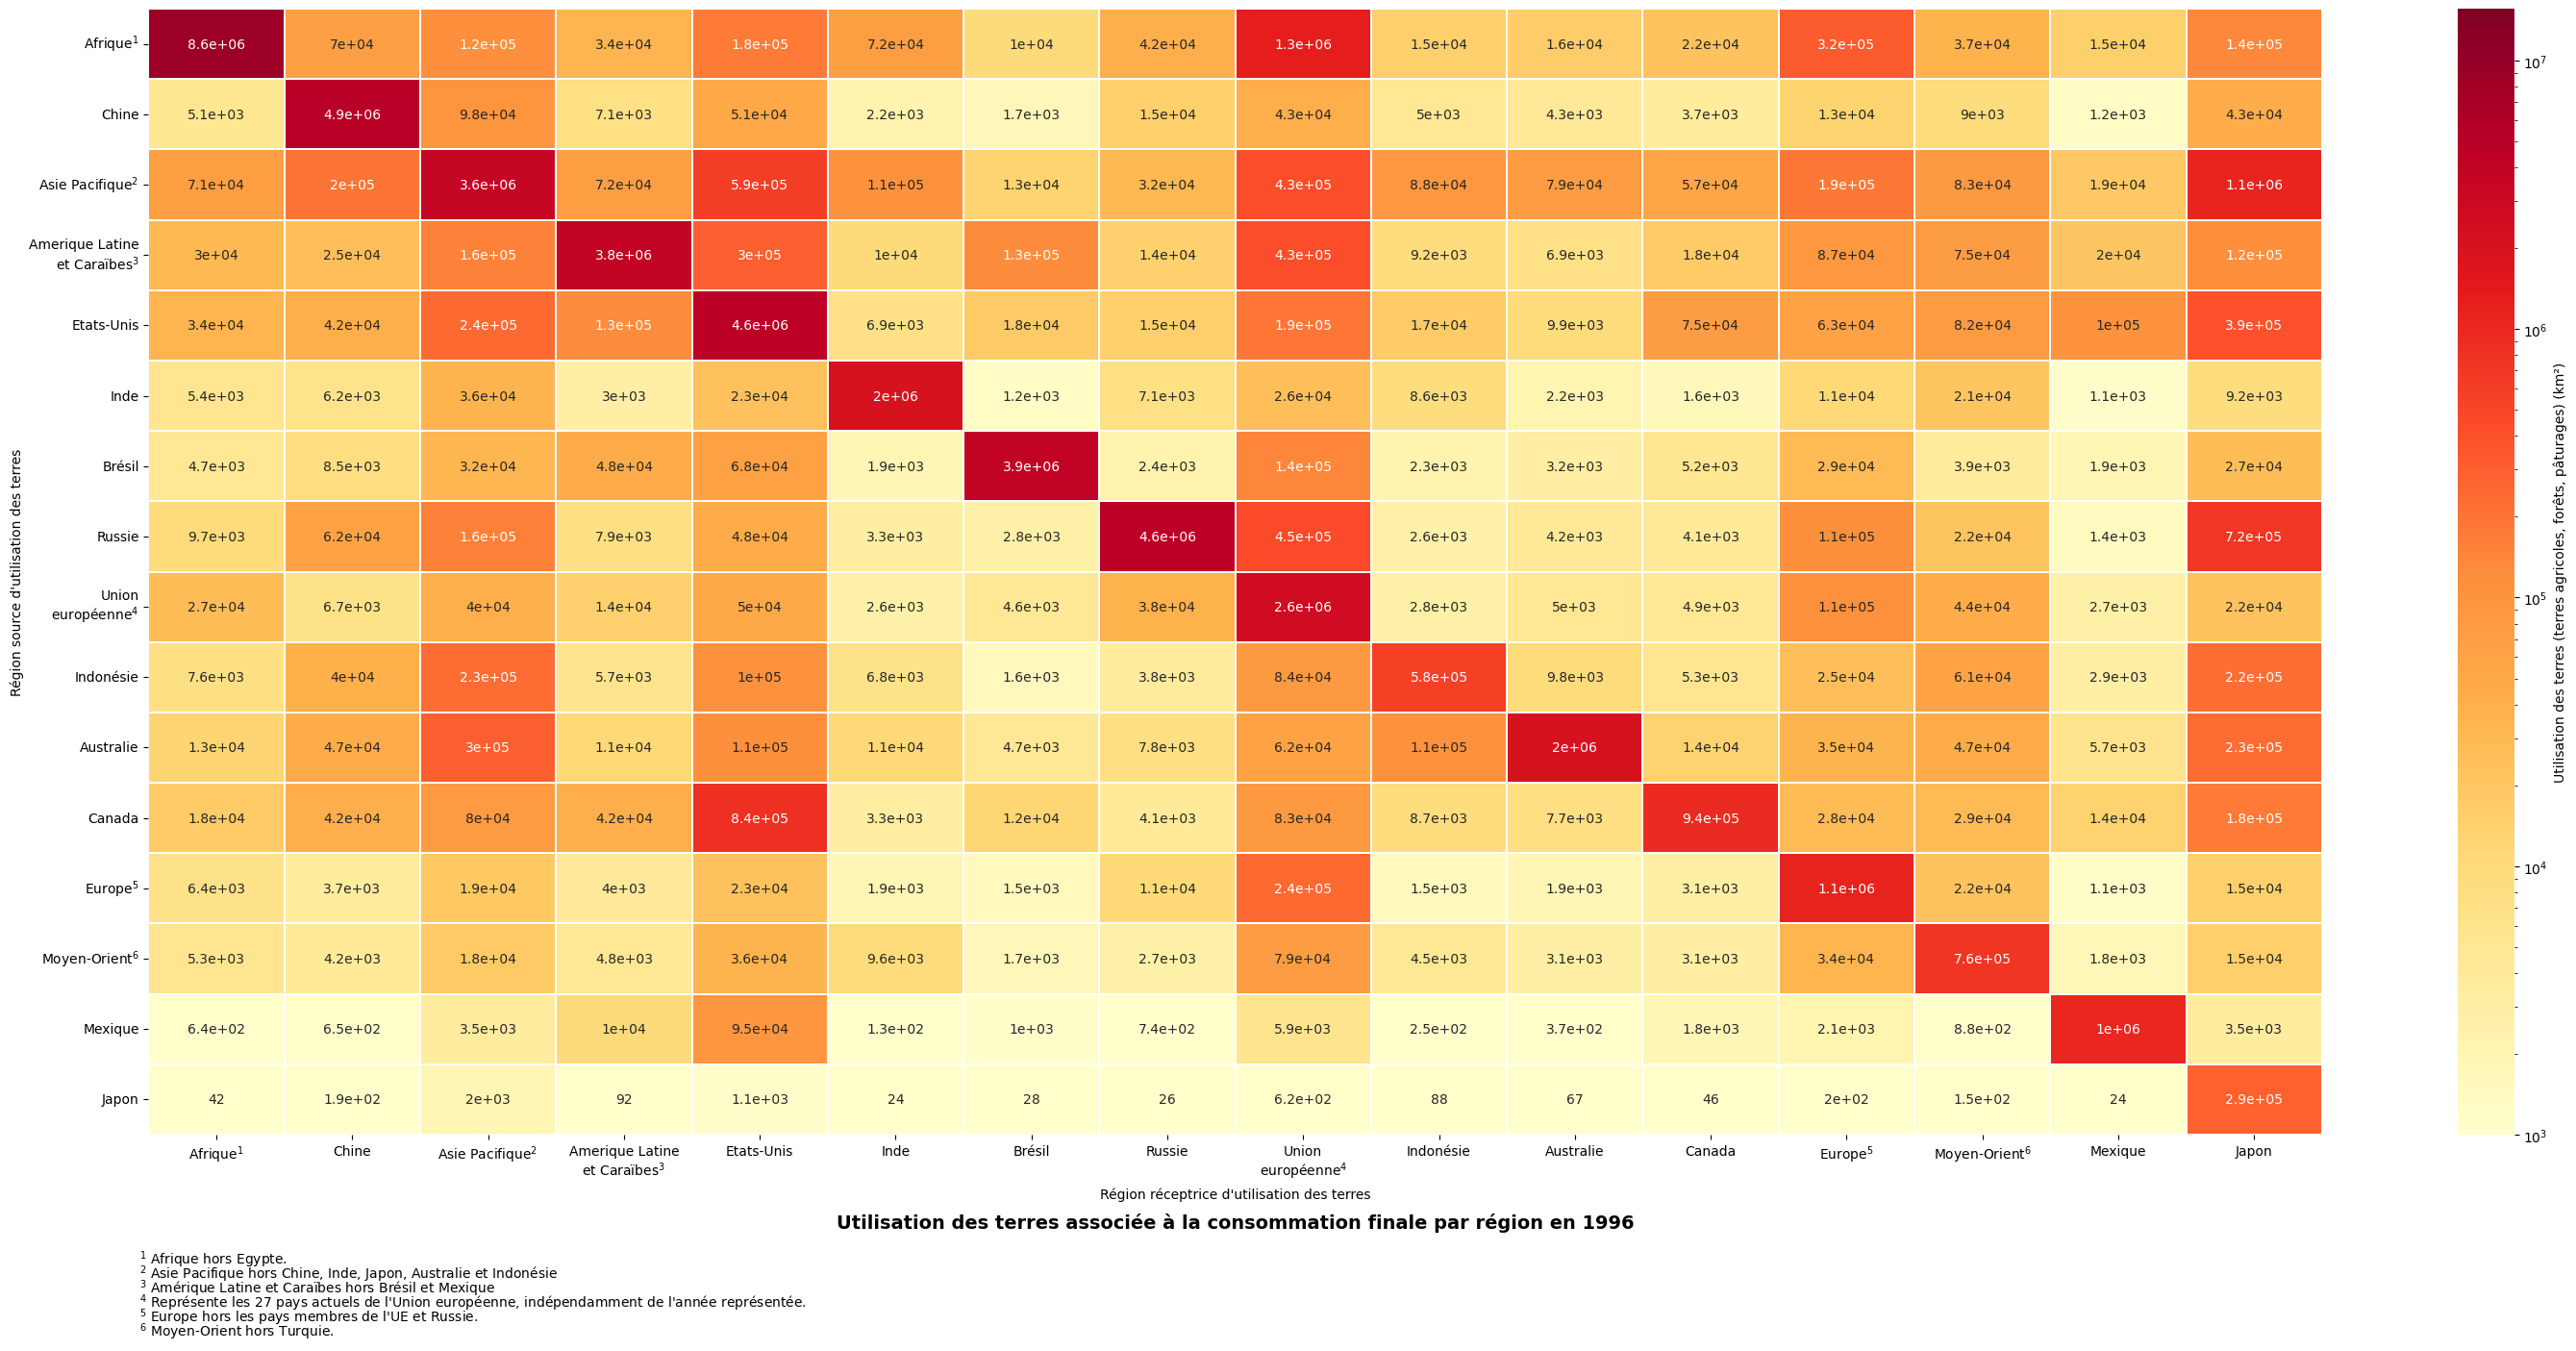 Afrique¹ 8.6e+06 7e+04 1.2e+05 3.4e+04 1.8e+05 7.2e+04 1e+04 4.2e+04 1.3e+06 1.5e+04 1.6e+04 2.2e+04 3.2e+05 3.7e+04 1.5e+04 1.4e+05
Chine 5.1e+03 4.9e+06 9.8e+04 7.1e+03 5.1e+04 2.2e+03 1.7e+03 1.5e+04 4.3e+04 5e+03 4.3e+03 3.7e+03 1.3e+04 9e+03 1.2e+03 4.3e+04
Asie Pacifique² 7.1e+04 2e+05 3.6e+06 7.2e+04 5.9e+05 1.1e+05 1.3e+04 3.2e+04 4.3e+05 8.8e+04 7.9e+04 5.7e+04 1.9e+05 8.3e+04 1.9e+04 1.1e+06
Amerique Latine
et Caraïbes³ 3e+04 2.5e+04 1.6e+05 3.8e+06 3e+05 1e+04 1.3e+05 1.4e+04 4.3e+05 9.2e+03 6.9e+03 1.8e+04 8.7e+04 7.5e+04 2e+04 1.2e+05
Etats-Unis 3.4e+04 4.2e+04 2.4e+05 1.3e+05 4.6e+06 6.9e+03 1.8e+04 1.5e+04 1.9e+05 1.7e+04 9.9e+03 7.5e+04 6.3e+04 8.2e+04 1e+05 3.9e+05
Inde 5.4e+03 6.2e+03 3.6e+04 3e+03 2.3e+04 2e+06 1.2e+03 7.1e+03 2.6e+04 8.6e+03 2.2e+03 1.6e+03 1.1e+04 2.1e+04 1.1e+03 9.2e+03
Brésil 4.7e+03 8.5e+03 3.2e+04 4.8e+04 6.8e+04 1.9e+03 3.9e+06 2.4e+03 1.4e+05 2.3e+03 3.2e+03 5.2e+03 2.9e+04 3.9e+03 1.9e+03 2.7e+04
Russie 9.7e+03 6.2e+04 1.6e+05 7.9e+03 4.8e+04 3.3e+03 2.8e+03 4.6e+06 4.5e+05 2.6e+03 4.2e+03 4.1e+03 1.1e+05 2.2e+04 1.4e+03 7.2e+05
Union
européenne⁴ 2.7e+04 6.7e+03 4e+04 1.4e+04 5e+04 2.6e+03 4.6e+03 3.8e+04 2.6e+06 2.8e+03 5e+03 4.9e+03 1.1e+05 4.4e+04 2.7e+03 2.2e+04
Indonésie 7.6e+03 4e+04 2.3e+05 5.7e+03 1e+05 6.8e+03 1.6e+03 3.8e+03 8.4e+04 5.8e+05 9.8e+03 5.3e+03 2.5e+04 6.1e+04 2.9e+03 2.2e+05
Australie 1.3e+04 4.7e+04 3e+05 1.1e+04 1.1e+05 1.1e+04 4.7e+03 7.8e+03 6.2e+04 1.1e+05 2e+06 1.4e+04 3.5e+04 4.7e+04 5.7e+03 2.3e+05
Canada 1.8e+04 4.2e+04 8e+04 4.2e+04 8.4e+05 3.3e+03 1.2e+04 4.1e+03 8.3e+04 8.7e+03 7.7e+03 9.4e+05 2.8e+04 2.9e+04 1.4e+04 1.8e+05
Europe⁵ 6.4e+03 3.7e+03 1.9e+04 4e+03 2.3e+04 1.9e+03 1.5e+03 1.1e+04 2.4e+05 1.5e+03 1.9e+03 3.1e+03 1.1e+06 2.2e+04 1.1e+03 1.5e+04
Moyen-Orient⁶ 5.3e+03 4.2e+03 1.8e+04 4.8e+03 3.6e+04 9.6e+03 1.7e+03 2.7e+03 7.9e+04 4.5e+03 3.1e+03 3.1e+03 3.4e+04 7.6e+05 1.8e+03 1.5e+04
Mexique 6.4e+02 6.5e+02 3.5e+03 1e+04 9.5e+04 1.3e+02 1e+03 7.4e+02 5.9e+03 2.5e+02 3.7e+02 1.8e+03 2.1e+03 8.8e+02 1e+06 3.5e+03
Japon 42 1.9e+02 2e+03 92 1.1e+03 24 28 26 6.2e+02 88 67 46 2e+02 1.5e+02 24 2.9e+05
Région source d'utilisation des terres
Afrique¹ Chine Asie Pacifique² Amerique Latine Etats-Unis Inde Brésil Russie Union Indonésie Australie Canada Europe⁵ Moyen-Orient⁶ Mexique Japon
et Caraïbes³ européenne⁴
Région réceptrice d'utilisation des terres
10⁷
10⁶
10⁵
10⁴
10³
Utilisation des terres (terres agricoles, forêts, pâturages) (km²)
Utilisation des terres associée à la consommation finale par région en 1996
¹ Afrique hors Egypte.
² Asie Pacifique hors Chine, Inde, Japon, Australie et Indonésie
³ Amérique Latine et Caraïbes hors Brésil et Mexique
⁴ Représente les 27 pays actuels de l'Union européenne, indépendamment de l'année représentée.
⁵ Europe hors les pays membres de l'UE et Russie.
⁶ Moyen-Orient hors Turquie.